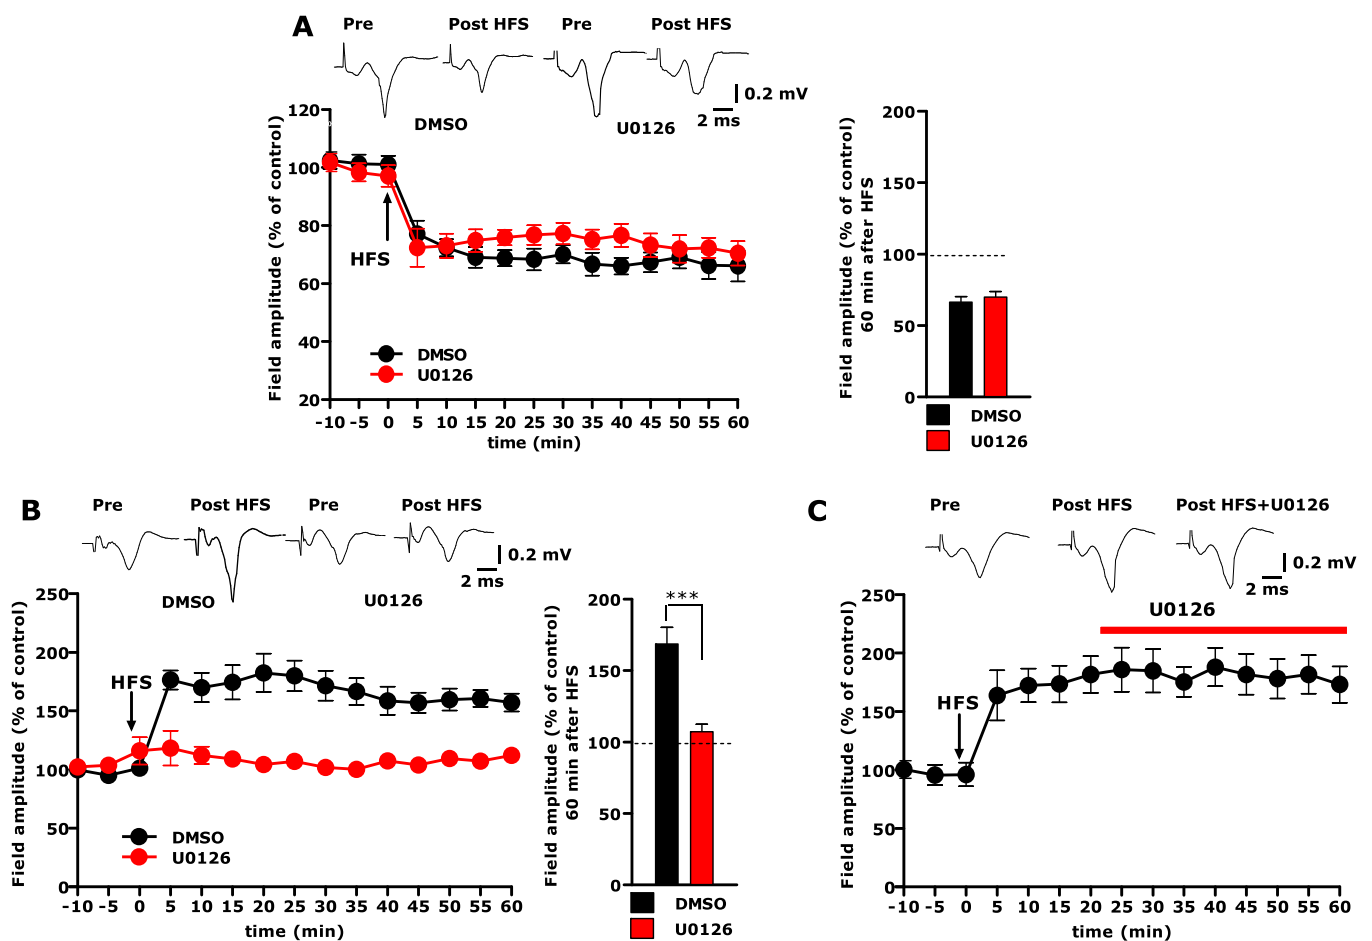 A
Pre
Post HFS
Pre
Post HFS
0.2 mV
2 ms
DMSO
U0126
Field amplitude (% of control)
120
100
80
60
40
20
HFS
DMSO
U0126
-10 -5 0 5 10 15 20 25 30 35 40 45 50 55 60
time (min)
Field amplitude (% of control)
60 min after HFS
200
150
100
50
0
DMSO
U0126
B
Pre
Post HFS
Pre
Post HFS
0.2 mV
2 ms
DMSO
U0126
Field amplitude (% of control)
250
200
150
100
50
0
HFS
DMSO
U0126
-10 -5 0 5 10 15 20 25 30 35 40 45 50 55 60
time (min)
Field amplitude (% of control)
60 min after HFS
200
150
100
50
0
***
DMSO
U0126
C
Pre
Post HFS
Post HFS+U0126
0.2 mV
2 ms
U0126
Field amplitude (% of control)
250
200
150
100
50
0
HFS
-10 -5 0 5 10 15 20 25 30 35 40 45 50 55 60
time (min)